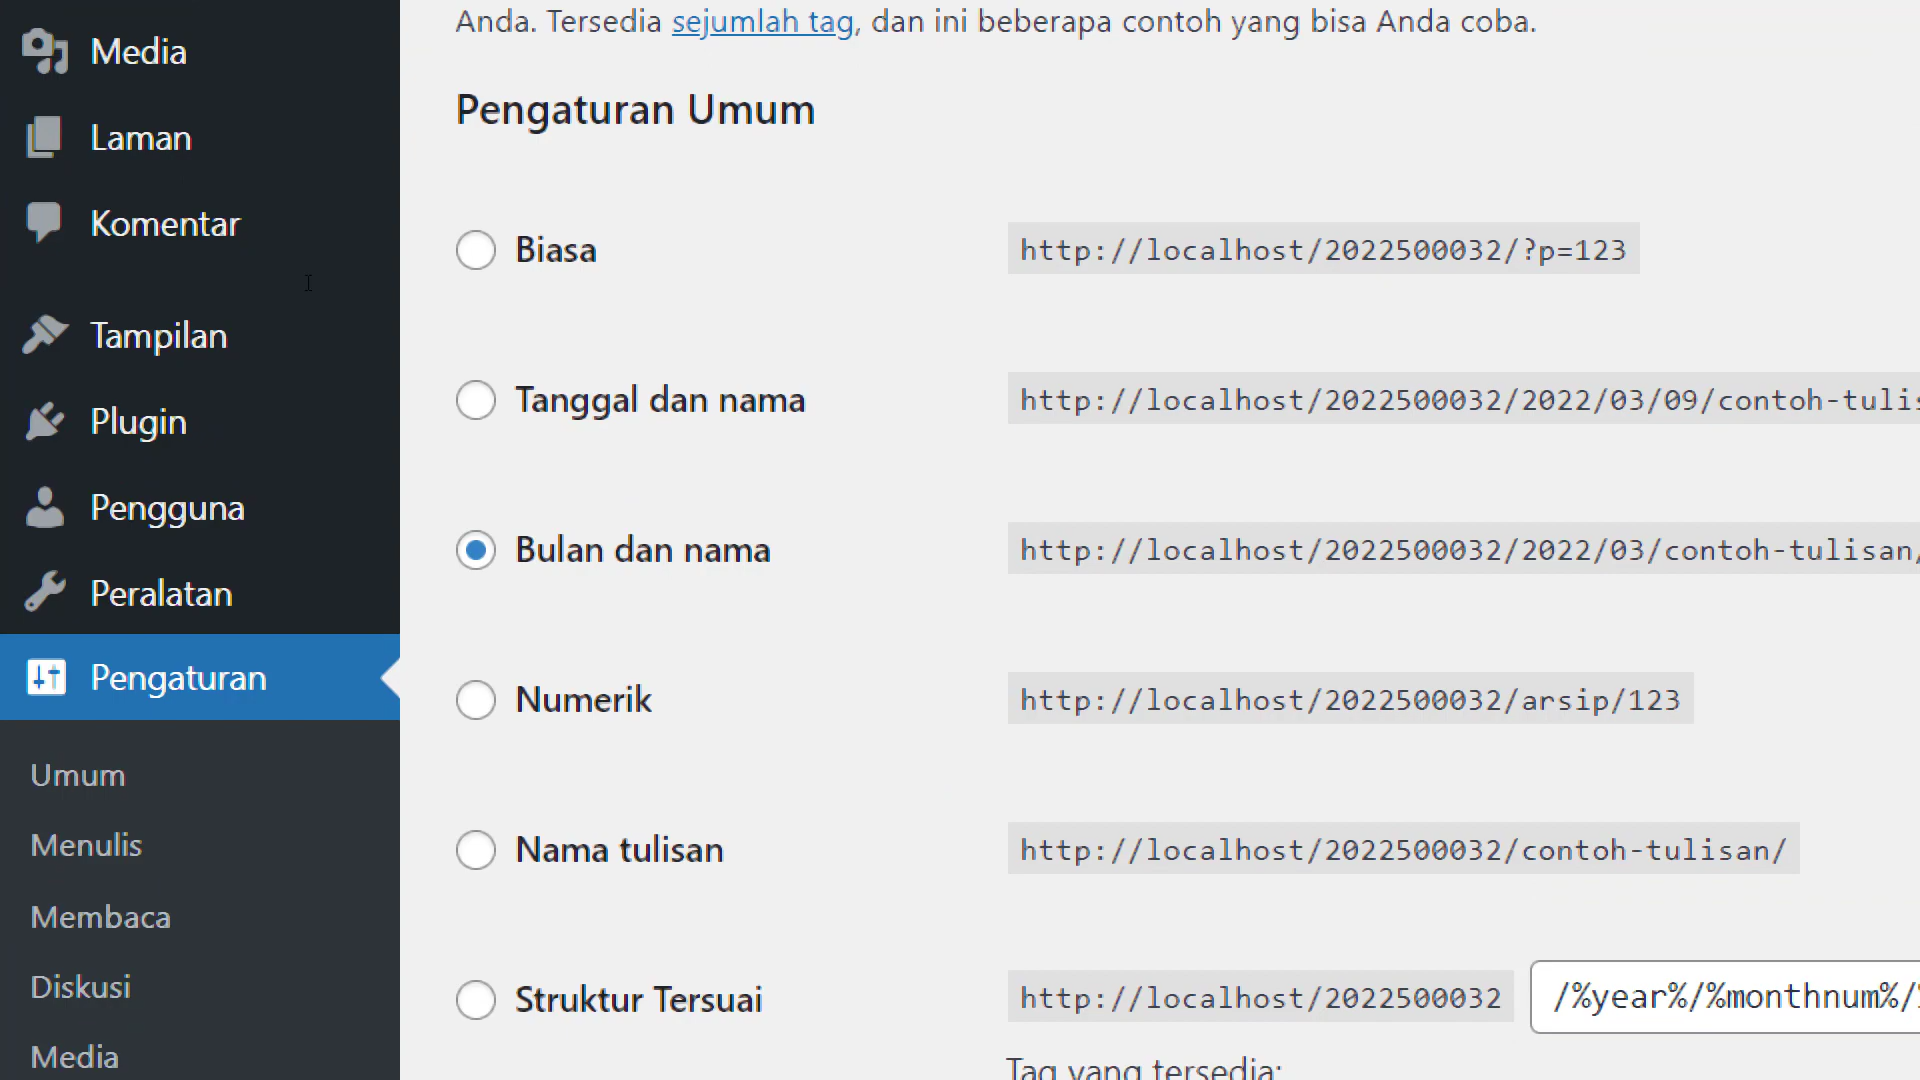 Media
Laman
Komentar
Tampilan
Plugin
Pengguna
Peralatan
Pengaturan
Umum
Menulis
Membaca
Diskusi
Media
Anda. Tersedia sejumlah tag, dan ini beberapa contoh yang bisa Anda coba.
Pengaturan Umum
Biasa http://localhost/2022500032/?p=123
Tanggal dan nama http://localhost/2022500032/2022/03/09/contoh-tulis
Bulan dan nama http://localhost/2022500032/2022/03/contoh-tulisan/
Numerik http://localhost/2022500032/arsip/123
Nama tulisan http://localhost/2022500032/contoh-tulisan/
Struktur Tersuai http://localhost/2022500032 /%year%/%monthnum%/
Tag yang tersedia: